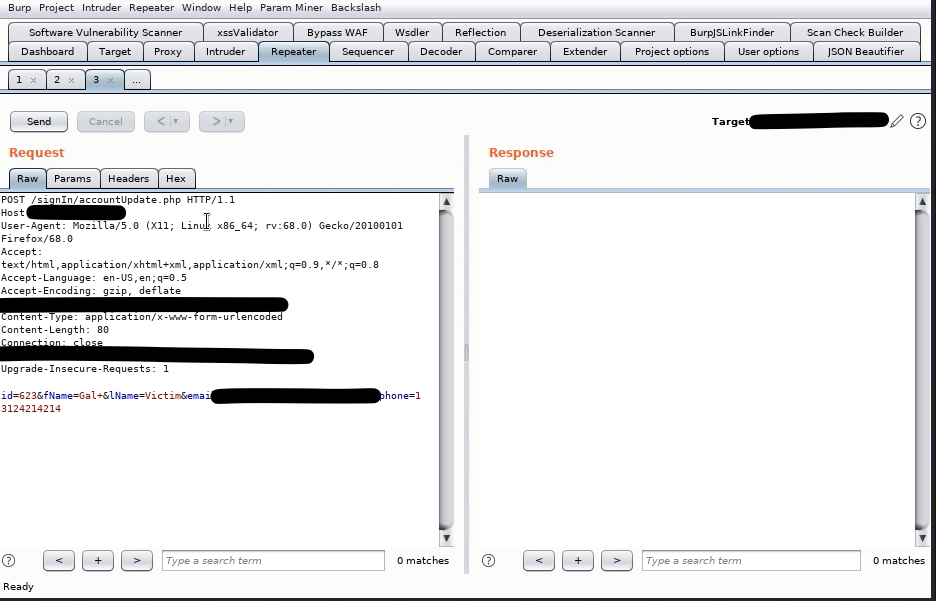 Burp Project Intruder Repeater Window Help Param Miner Backslash
Software Vulnerability Scanner xssValidator Bypass WAF Wsdler Reflection Deserialization Scanner BurpJSLinkFinder Scan Check Builder
Dashboard Target Proxy Intruder Repeater Sequencer Decoder Comparer Extender Project options User options JSON Beautifier
1 × 2 × 3 × ...
Send Cancel < | ▾ > | ▾ Target ?
Request
Raw Params Headers Hex
POST /signIn/accountUpdate.php HTTP/1.1
Host
User-Agent: Mozilla/5.0 (X11; Linux x86_64; rv:68.0) Gecko/20100101
Firefox/68.0
Accept:
text/html,application/xhtml+xml,application/xml;q=0.9,*/*;q=0.8
Accept-Language: en-US,en;q=0.5
Accept-Encoding: gzip, deflate
Content-Type: application/x-www-form-urlencoded
Content-Length: 80
Connection: close
Upgrade-Insecure-Requests: 1
id=623&fName=Gal+&lName=Victim&emai phone=1
3124214214
? < + > Type a search term 0 matches
Response
Raw
? < + > Type a search term 0 matches
Ready